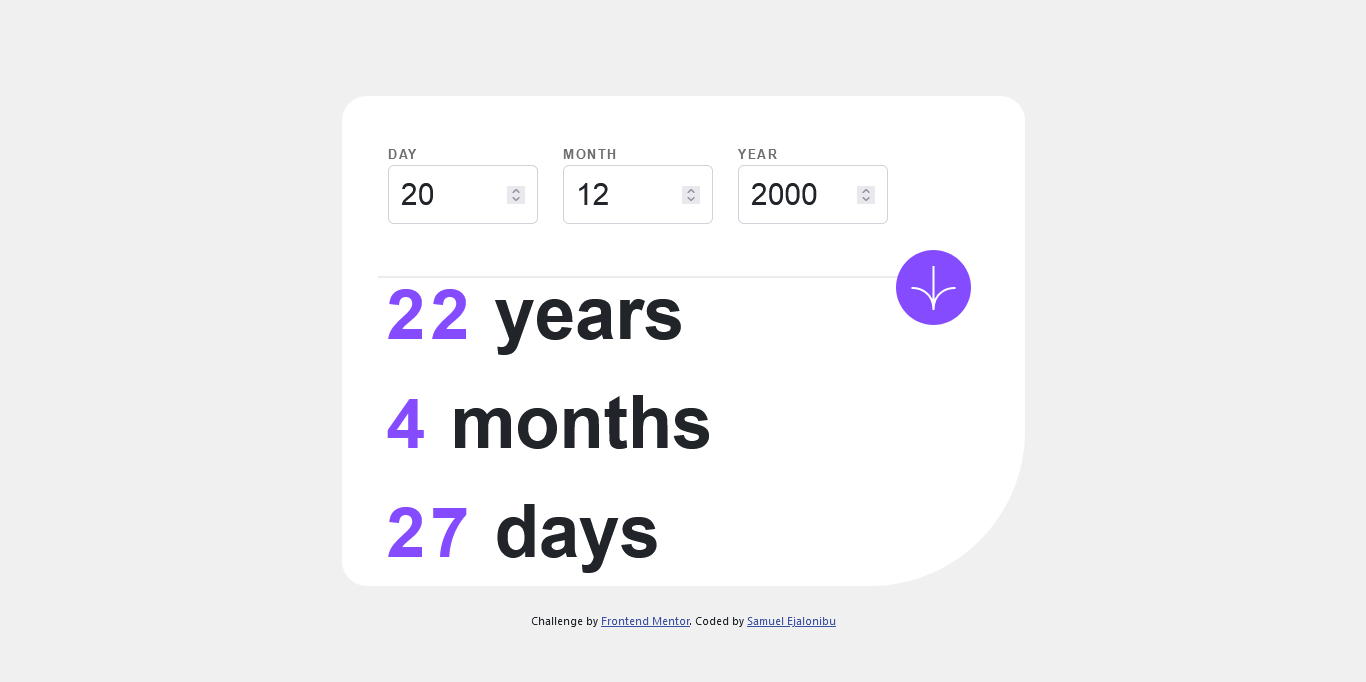 DAY MONTH YEAR
20 12 2000
22 years
4 months
27 days
Challenge by Frontend Mentor. Coded by Samuel Ejalonibu